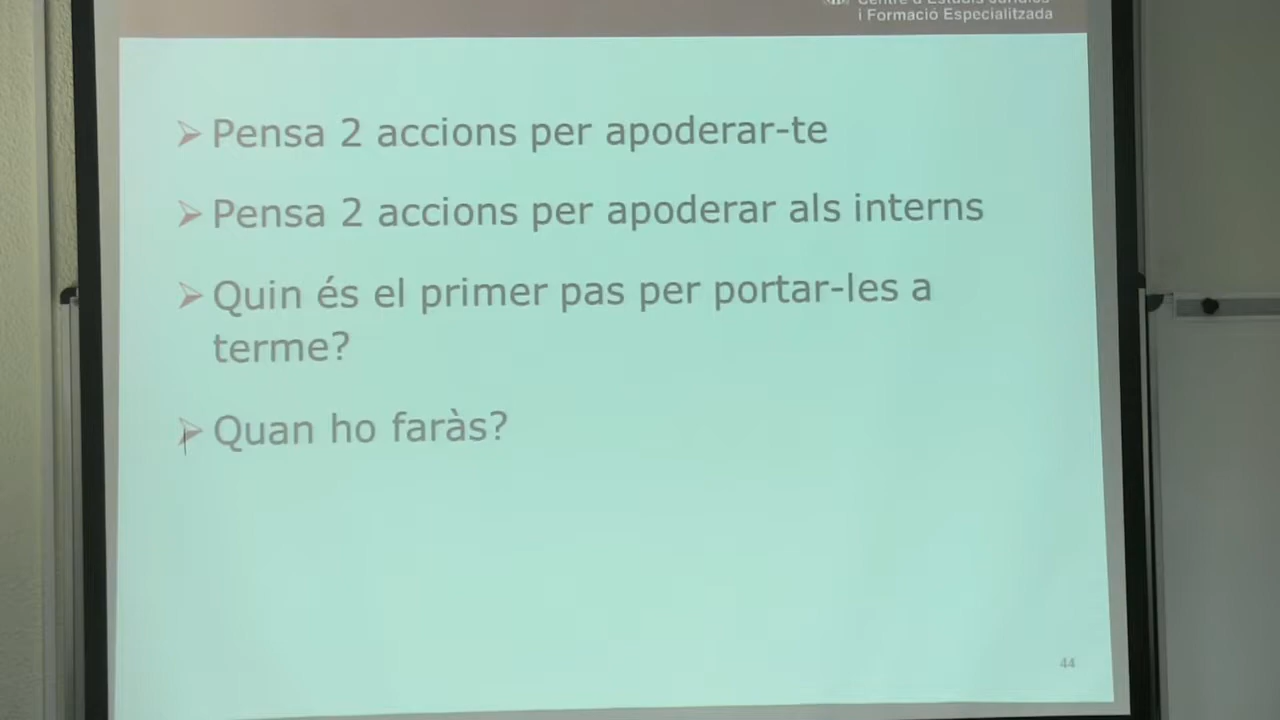 Centre d'Estudis Jurídics
i Formació Especialitzada
Pensa 2 accions per apoderar-te
Pensa 2 accions per apoderar als interns
Quin és el primer pas per portar-les a
terme?
Quan ho faràs?
44